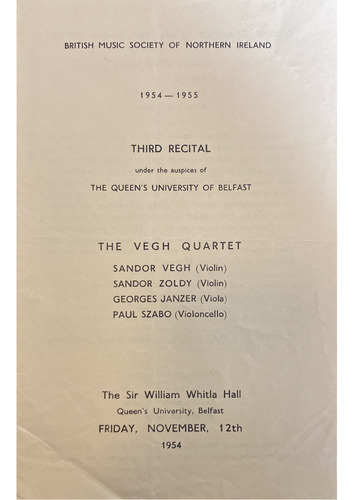 BRITISH MUSIC SOCIETY OF NORTHERN IRELAND
1954 — 1955
THIRD RECITAL
under the auspices of
THE QUEEN'S UNIVERSITY OF BELFAST
THE VEGH QUARTET
SANDOR VEGH (Violin)
SANDOR ZOLDY (Violin)
GEORGES JANZER (Viola)
PAUL SZABO (Violoncello)
The Sir William Whitla Hall
Queen's University, Belfast
FRIDAY, NOVEMBER, 12th
1954